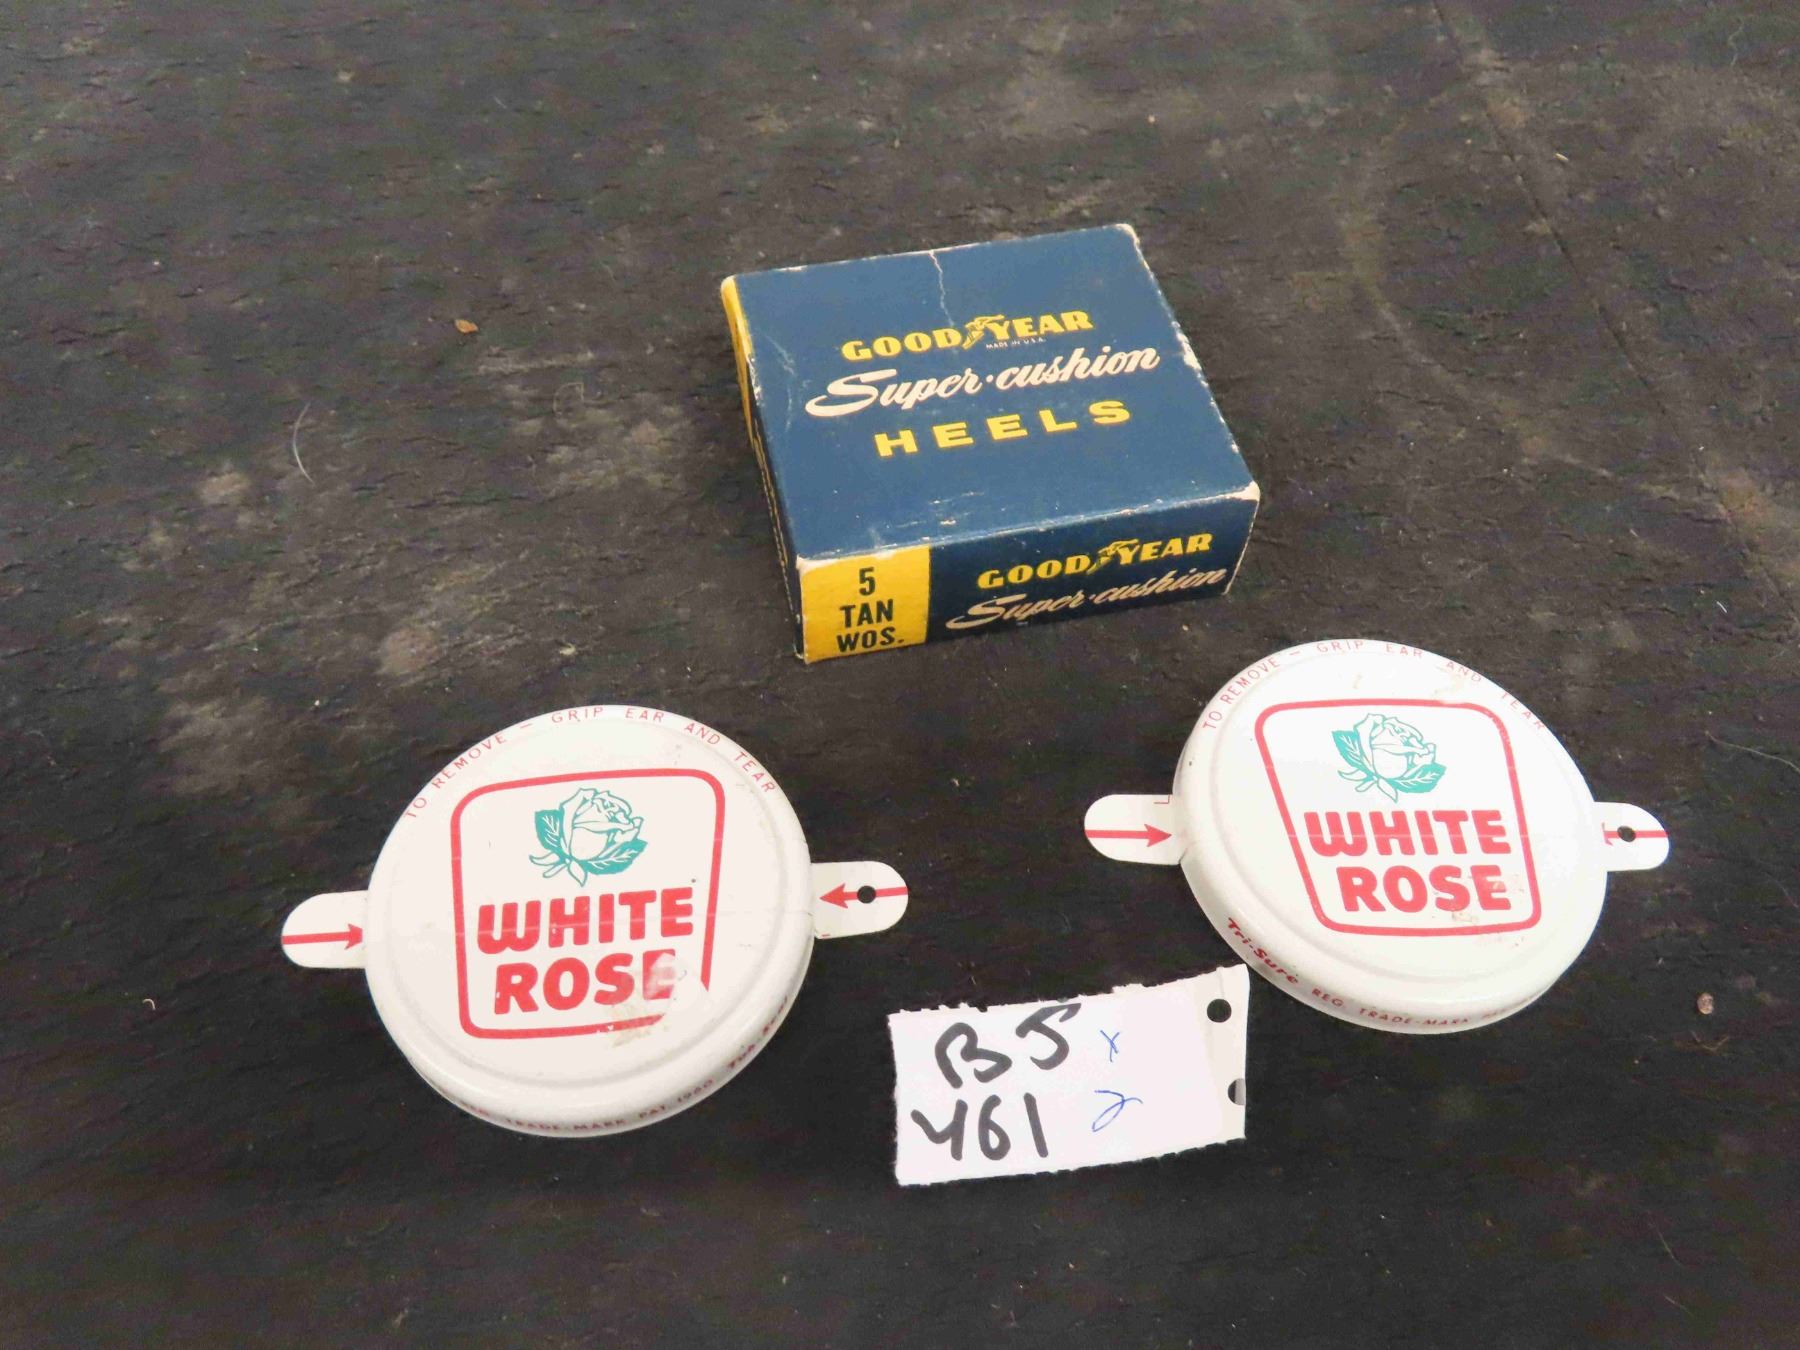 GOODYEAR
MADE IN U.S.A.
Super-cushion
HEELS
5
TAN
WOS.
GOODYEAR
Super-cushion
TO REMOVE — GRIP EAR AND TEAR
WHITE
ROSE
TRADE-MARK PAT. 1960
TO REMOVE — GRIP EAR AND TEAR
WHITE
ROSE
Tri-Sure REG. TRADE-MARK
BJ x
461 2